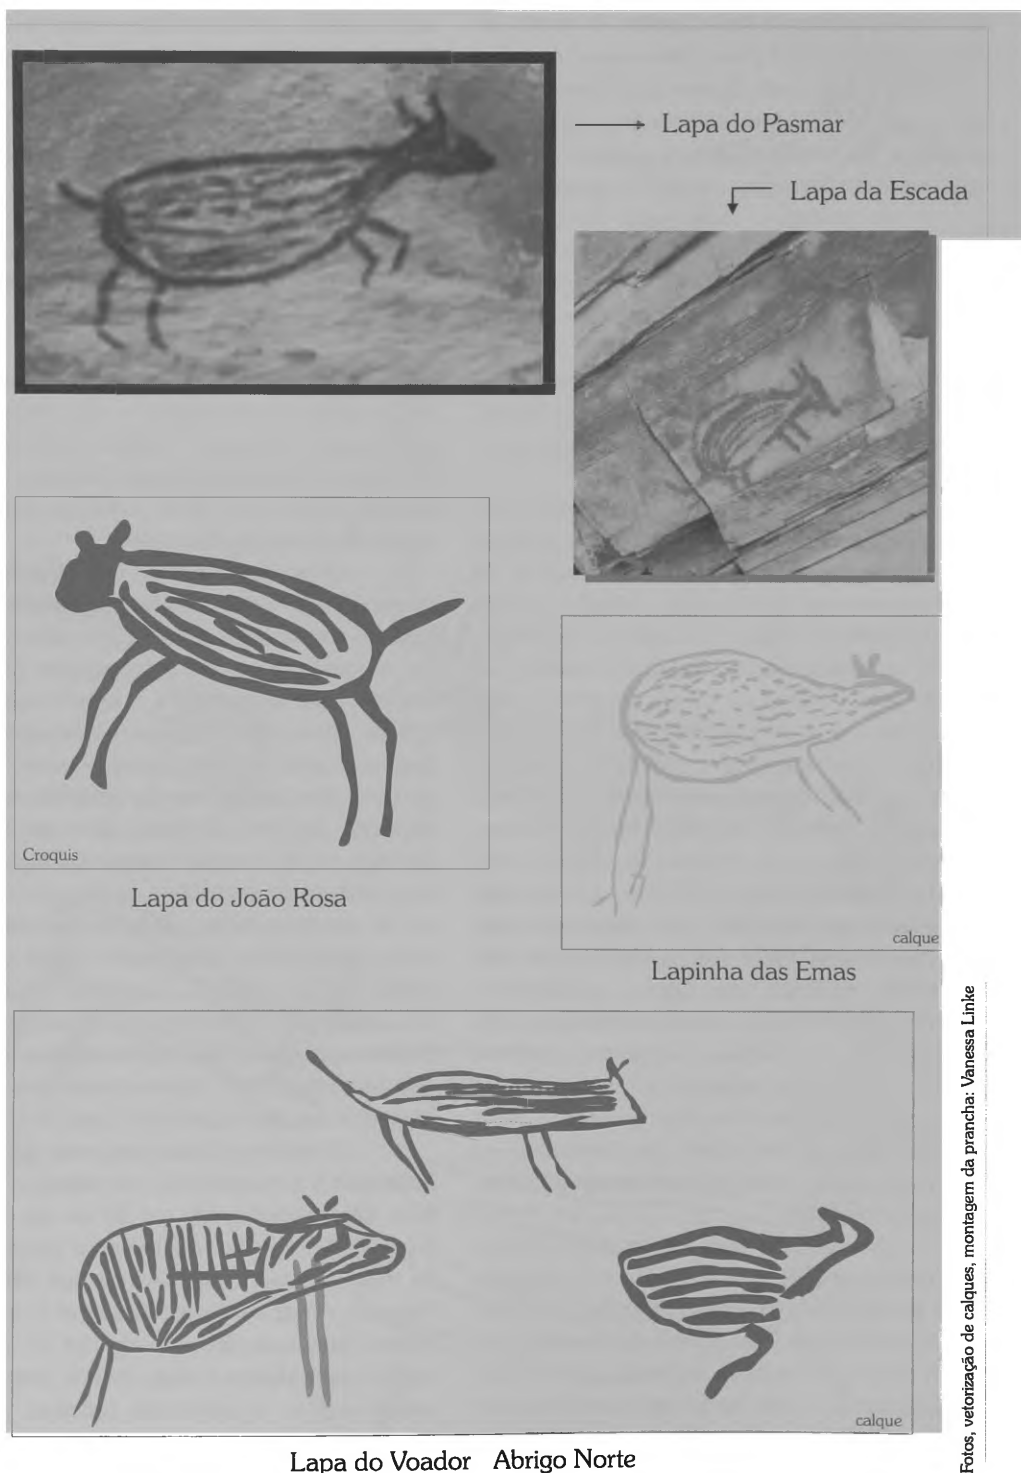 Lapa do Pasmar
Lapa da Escada
Croquis
Lapa do João Rosa
calque
Lapinha das Emas
calque
Lapa do Voador Abrigo Norte
Fotos, vetorização de calques, montagem da prancha: Vanessa Linke